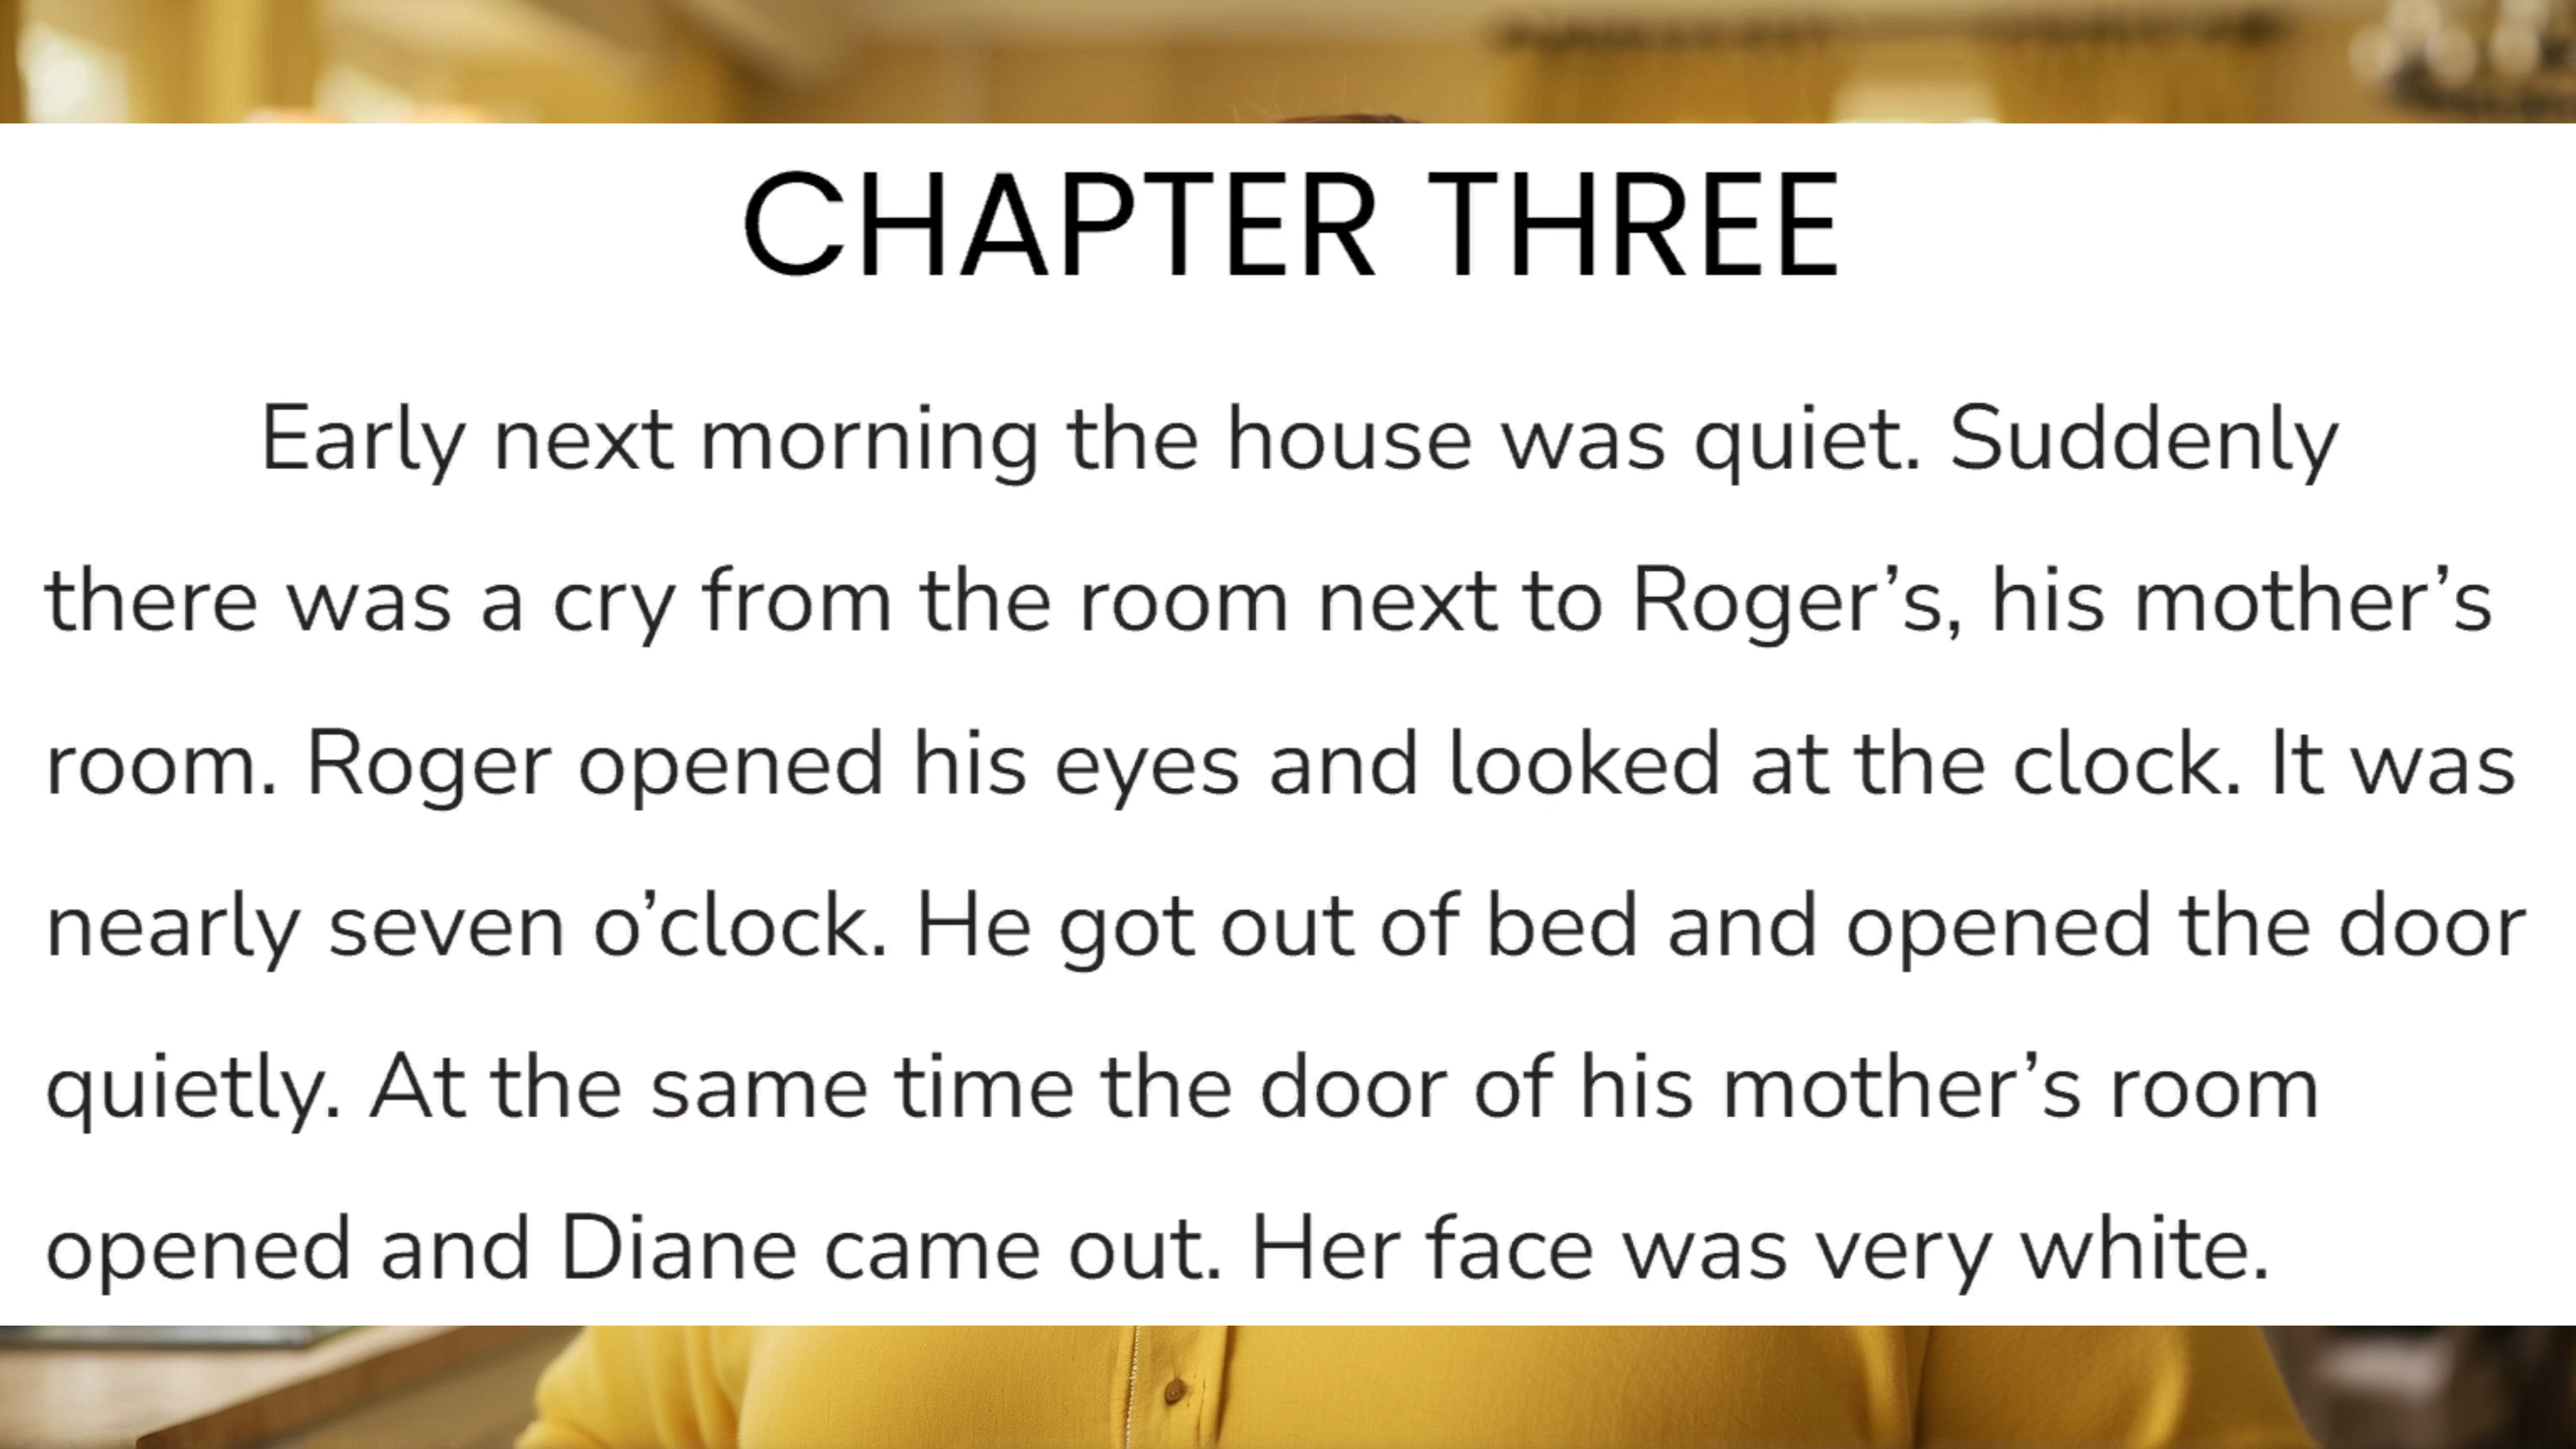 CHAPTER THREE
Early next morning the house was quiet. Suddenly
there was a cry from the room next to Roger’s, his mother’s
room. Roger opened his eyes and looked at the clock. It was
nearly seven o’clock. He got out of bed and opened the door
quietly. At the same time the door of his mother’s room
opened and Diane came out. Her face was very white.